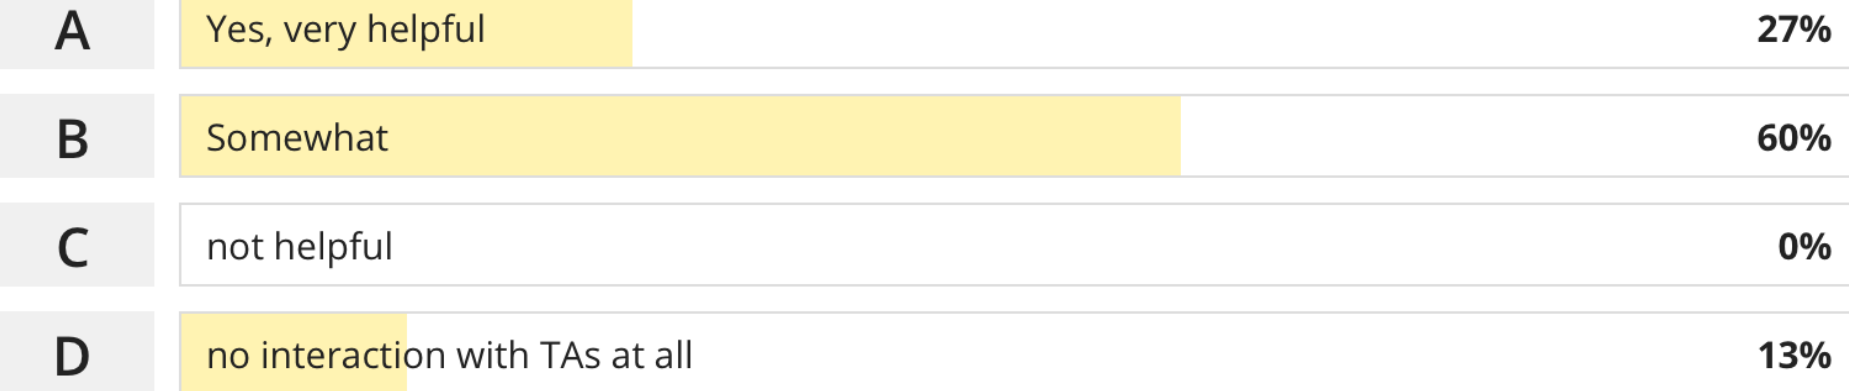 A Yes, very helpful 27%
B Somewhat 60%
C not helpful 0%
D no interaction with TAs at all 13%